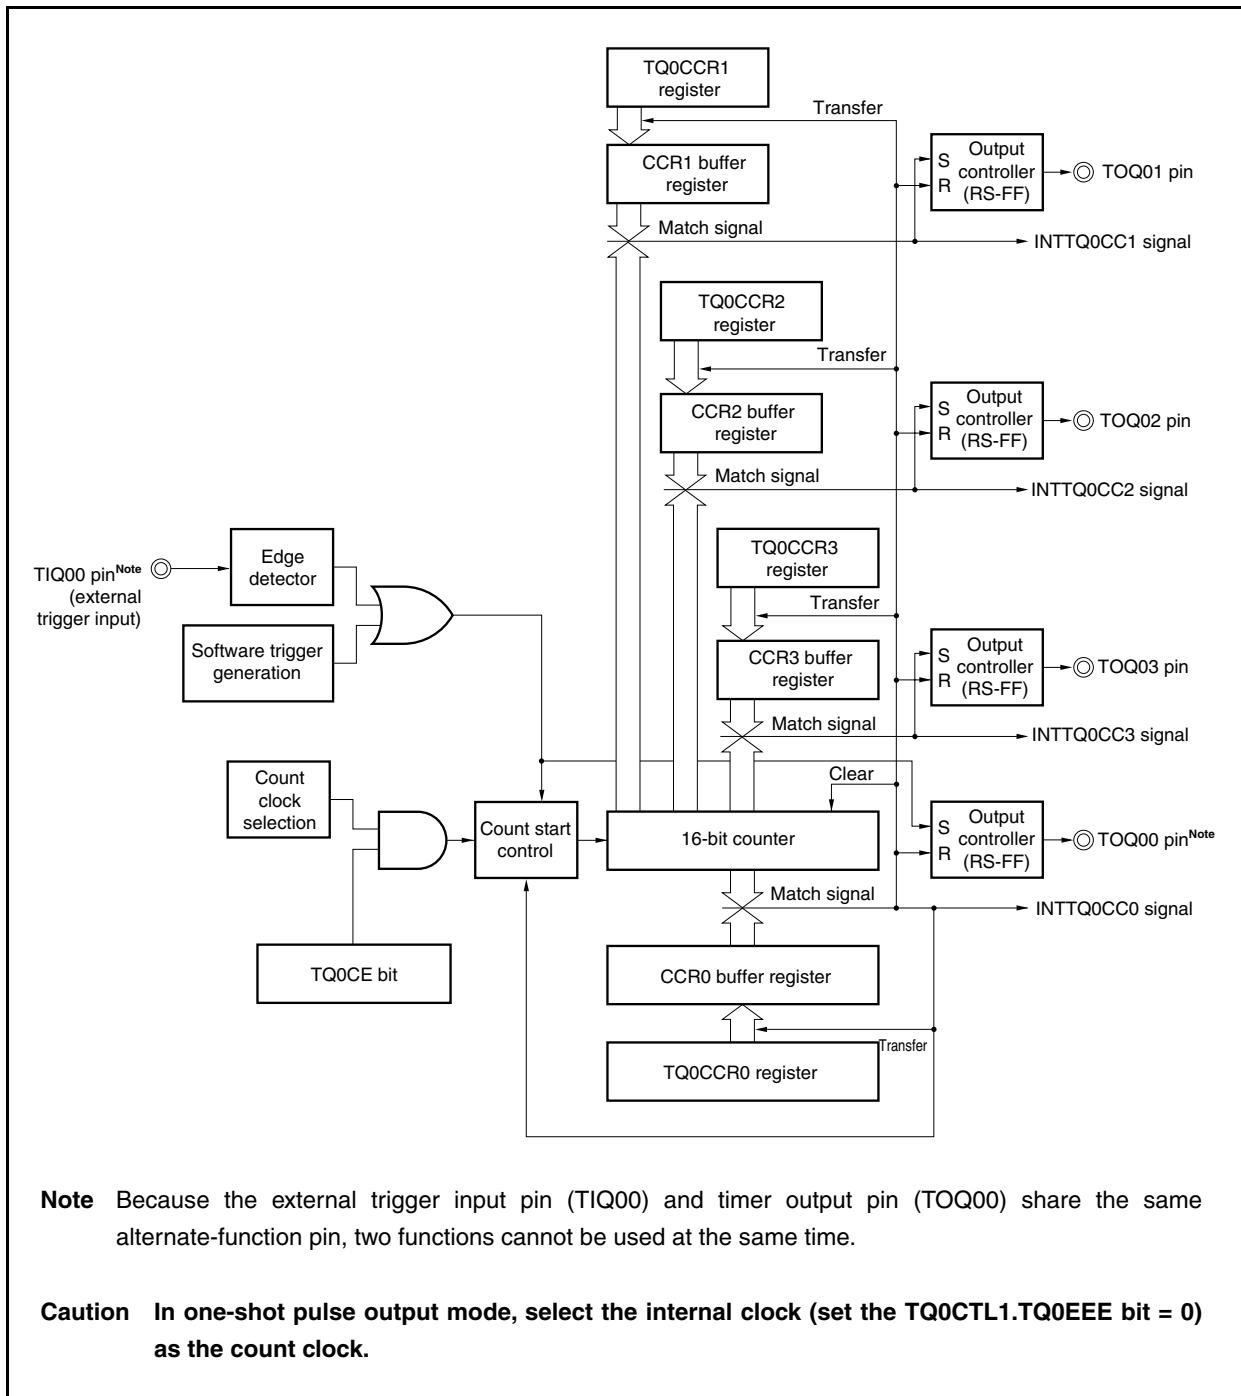 TQ0CCR1
register
Transfer
CCR1 buffer
register
S
R
Output
controller
(RS-FF)
TOQ01 pin
Match signal
INTTQ0CC1 signal
TQ0CCR2
register
Transfer
CCR2 buffer
register
S
R
Output
controller
(RS-FF)
TOQ02 pin
Match signal
INTTQ0CC2 signal
TQ0CCR3
register
Transfer
TIQ00 pinNote
(external
trigger input)
Edge
detector
Software trigger
generation
CCR3 buffer
register
S
R
Output
controller
(RS-FF)
TOQ03 pin
Match signal
INTTQ0CC3 signal
Clear
Count
clock
selection
Count start
control
16-bit counter
S
R
Output
controller
(RS-FF)
TOQ00 pinNote
Match signal
INTTQ0CC0 signal
TQ0CE bit
CCR0 buffer register
Transfer
TQ0CCR0 register
Note Because the external trigger input pin (TIQ00) and timer output pin (TOQ00) share the same
alternate-function pin, two functions cannot be used at the same time.
Caution In one-shot pulse output mode, select the internal clock (set the TQ0CTL1.TQ0EEE bit = 0)
as the count clock.